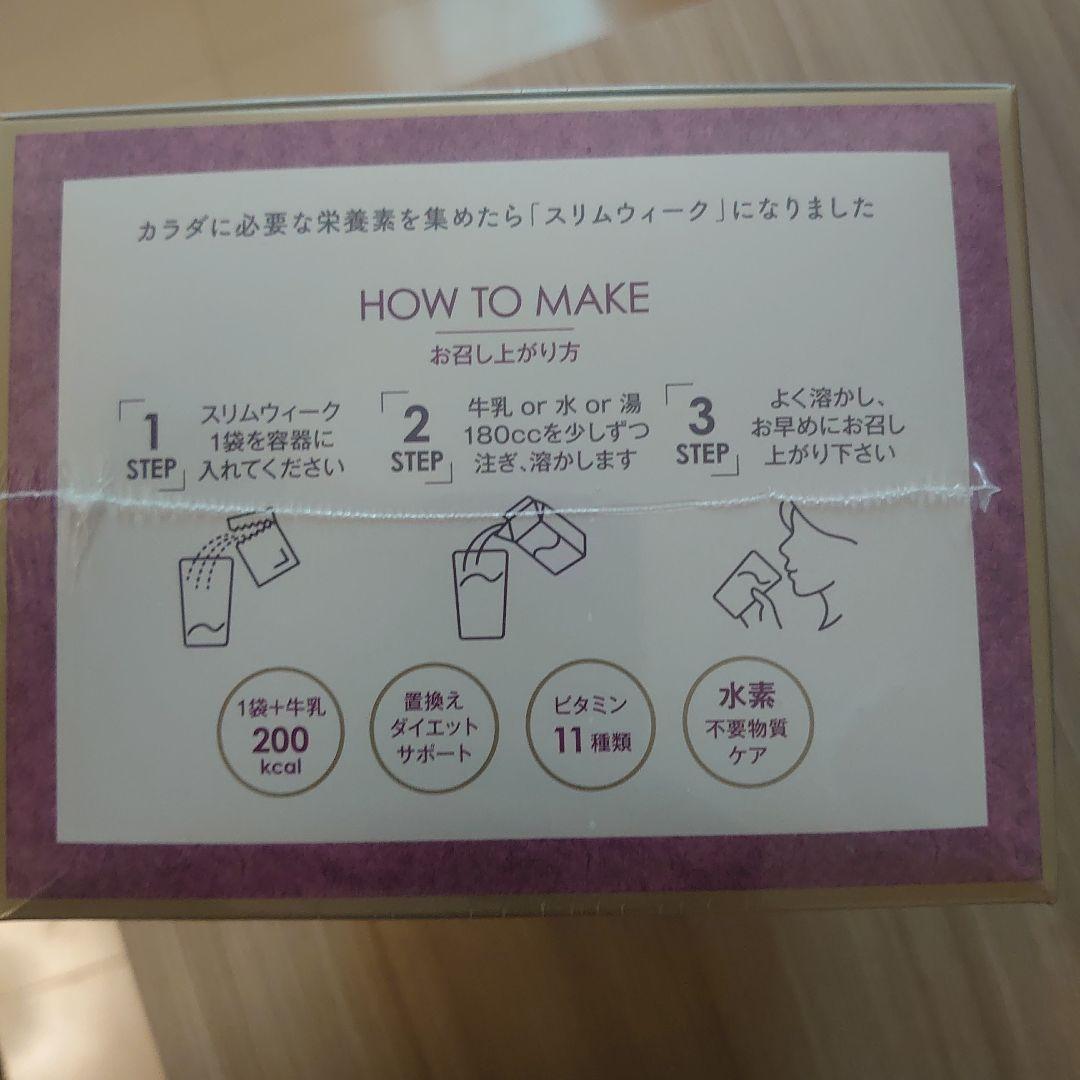 カラダに必要な栄養素を集めたら「スリムウィーク」になりました
HOW TO MAKE
お召し上がり方
1
STEP
スリムウィーク
1袋を容器に
入れてください
2
STEP
牛乳 or 水 or 湯
180ccを少しずつ
注ぎ、溶かします
3
STEP
よく溶かし、
お早めにお召し
上がり下さい
1袋+牛乳
200
kcal
置換え
ダイエット
サポート
ビタミン
11種類
水素
不要物質
ケア